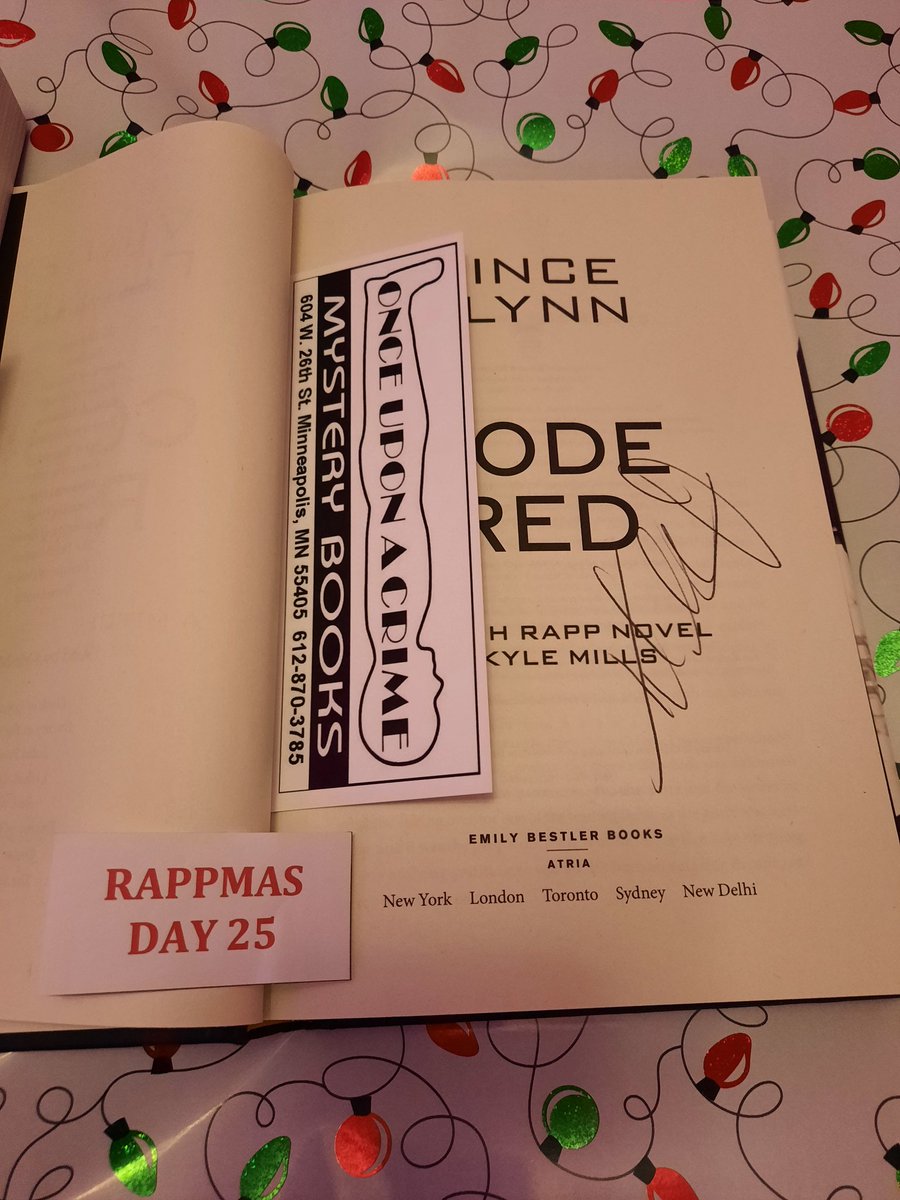 INCE
LYNN
ODE
RED
H RAPP NOVEL
KYLE MILLS
EMILY BESTLER BOOKS
ATRIA
New York London Toronto Sydney New Delhi
ONCE UPON A CRIME
MYSTERY BOOKS
604 W. 26th St. Minneapolis, MN 55405 612-870-3785
RAPPMAS
DAY 25